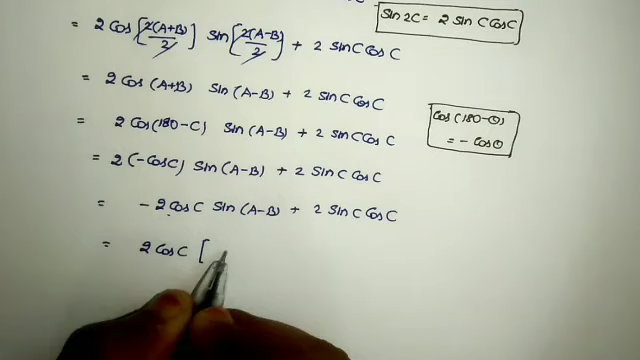 Sin 2C = 2 Sin C Cos C
= 2 Cos [2(A+B)/2] Sin [2(A-B)/2] + 2 Sin C Cos C
= 2 Cos (A+B) Sin (A-B) + 2 Sin C Cos C
Cos (180-θ)
= - Cos θ
= 2 Cos (180-C) Sin (A-B) + 2 Sin C Cos C
= 2 (-Cos C) Sin (A-B) + 2 Sin C Cos C
= - 2 Cos C Sin (A-B) + 2 Sin C Cos C
= 2 Cos C [